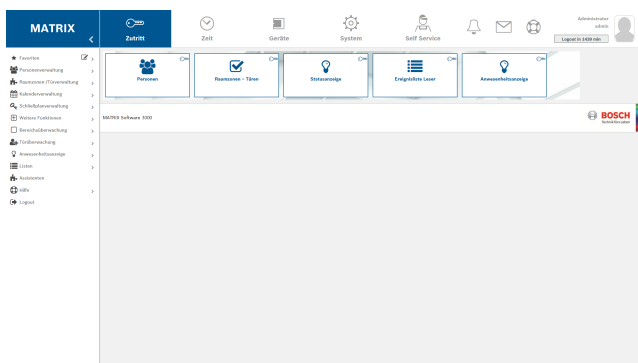 MATRIX
Zutritt
Zeit
Geräte
System
Self Service
Administrator
admin
Logout in 1439 min
Favoriten
Personenverwaltung
Raumzonen-/Türverwaltung
Kalenderverwaltung
Schließplanverwaltung
Weitere Funktionen
Bereichsüberwachung
Türüberwachung
Anwesenheitsanzeige
Listen
Assistenten
Hilfe
Logout
Personen
Raumzonen - Türen
Statusanzeige
Ereignisliste Leser
Anwesenheitsanzeige
MATRIX Software 3000
BOSCH
Technik fürs Leben